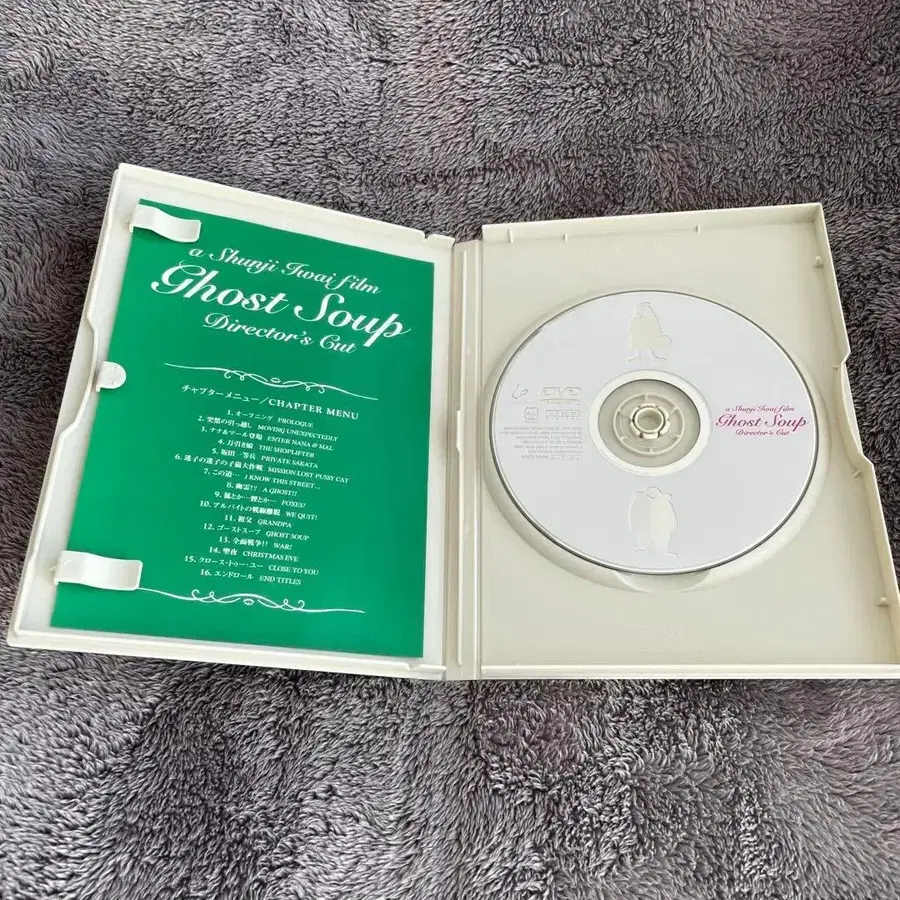 a Shunji Iwai film
Ghost Soup
Director's Cut
チャプターメニュー/CHAPTER MENU
1. オープニング PROLOGUE
2. 突然の引っ越し MOVING UNEXPECTEDLY
3. ナナ&マール登場 ENTER NANA & MAL
4. 万引き娘 THE SHOPLIFTER
5. 坂田一等兵 PRIVATE SAKATA
6. 迷子の迷子の子猫大作戦 MISSION LOST PUSSY CAT
7. この道… I KNOW THIS STREET...
8. 幽霊!? A GHOST!?
9. 狐とか…狸とか… FOXES?
10. アルバイトの戦線離脱 WE QUIT!
11. 祖父 GRANDPA
12. ゴーストスープ GHOST SOUP
13. 全面戦争!! WAR!
14. 聖夜 CHRISTMAS EVE
15. クロース・トゥー・ユー CLOSE TO YOU
16. エンドロール END TITLES
DVD
a Shunji Iwai film
Ghost Soup
Director's Cut